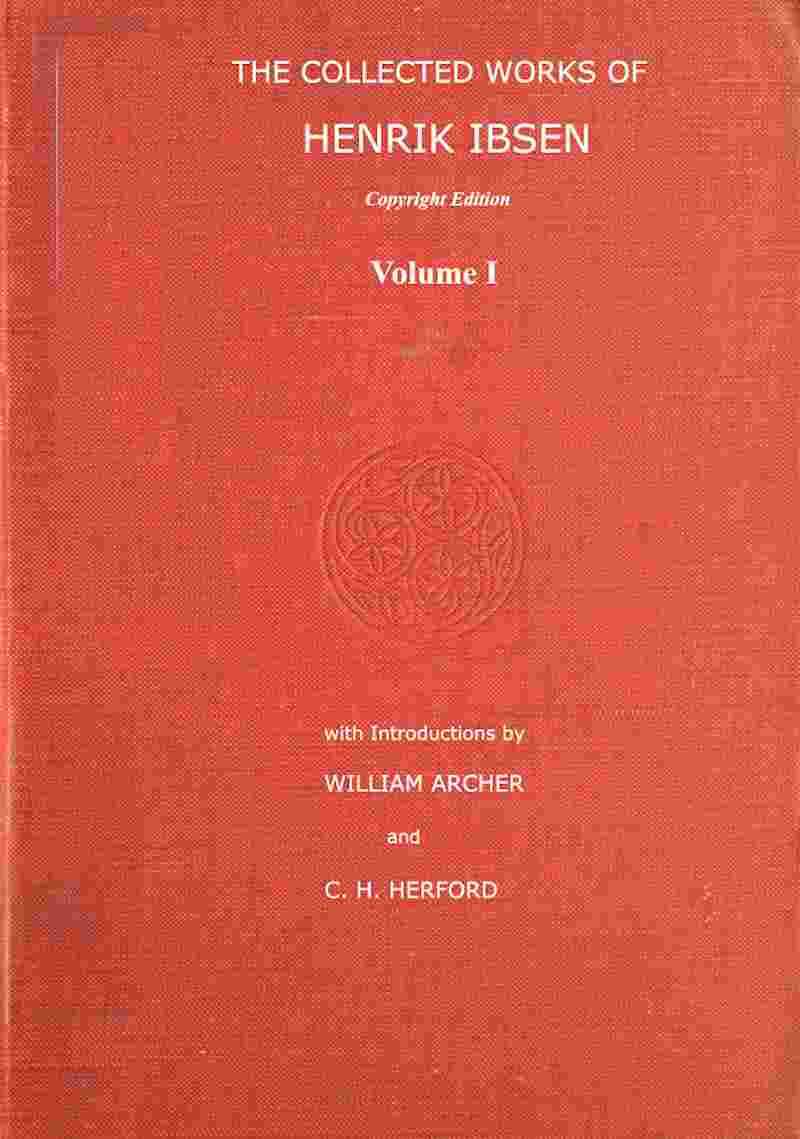 THE COLLECTED WORKS OF
HENRIK IBSEN
Copyright Edition
Volume I
with Introductions by
WILLIAM ARCHER
and
C. H. HERFORD